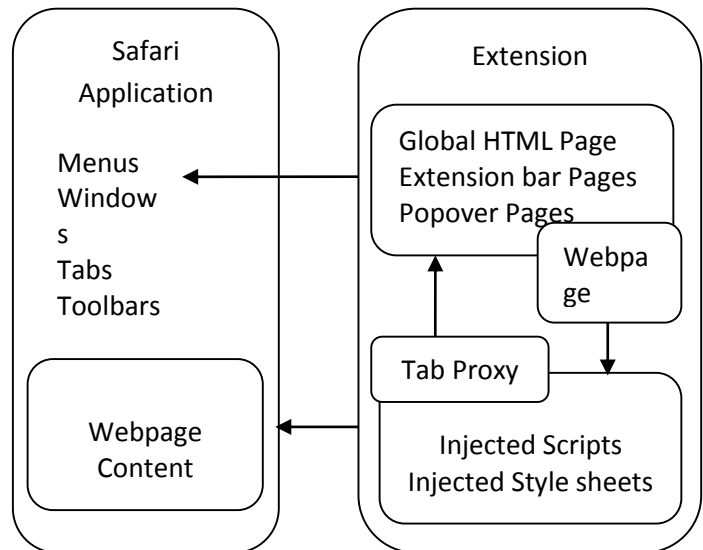 Safari
Application
Menus
Window
s
Tabs
Toolbars
Webpage
Content
Extension
Global HTML Page
Extension bar Pages
Popover Pages
Webpa
ge
Tab Proxy
Injected Scripts
Injected Style sheets